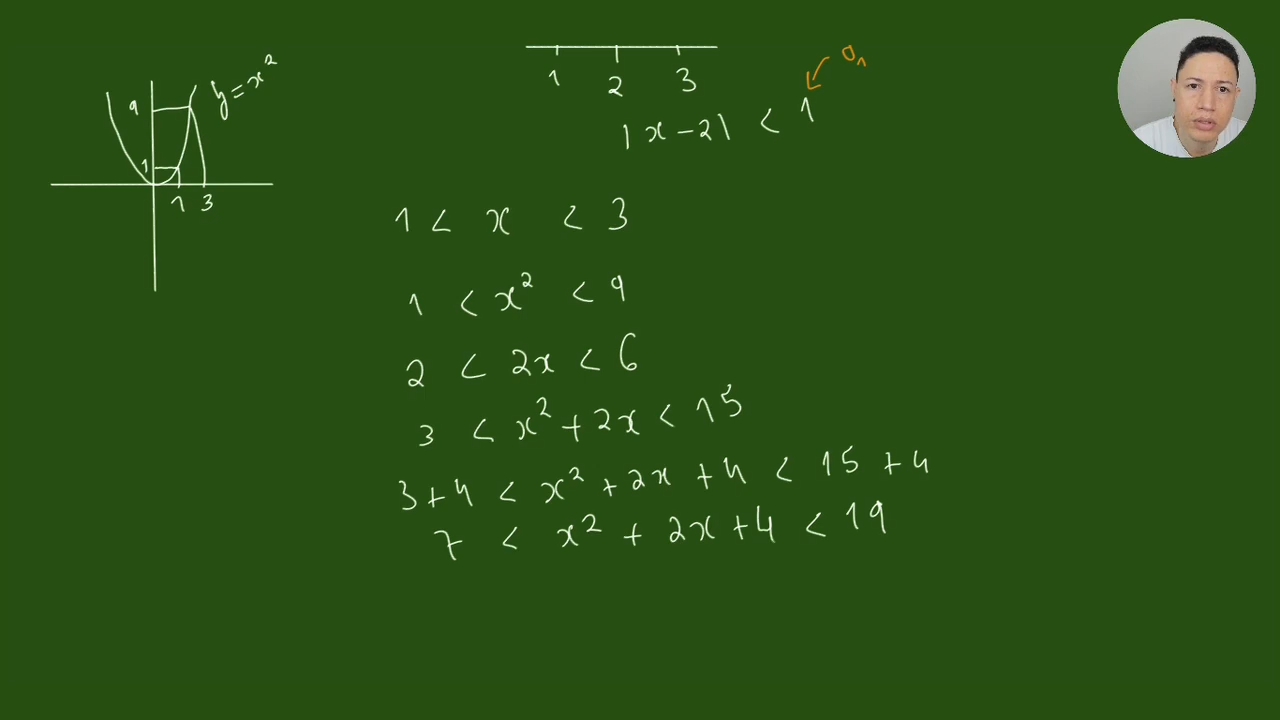 y = x²
9
1
1 3
1 2 3
δ₁
|x - 2| < 1
1 < x < 3
1 < x² < 9
2 < 2x < 6
3 < x² + 2x < 15
3 + 4 < x² + 2x + 4 < 15 + 4
7 < x² + 2x + 4 < 19